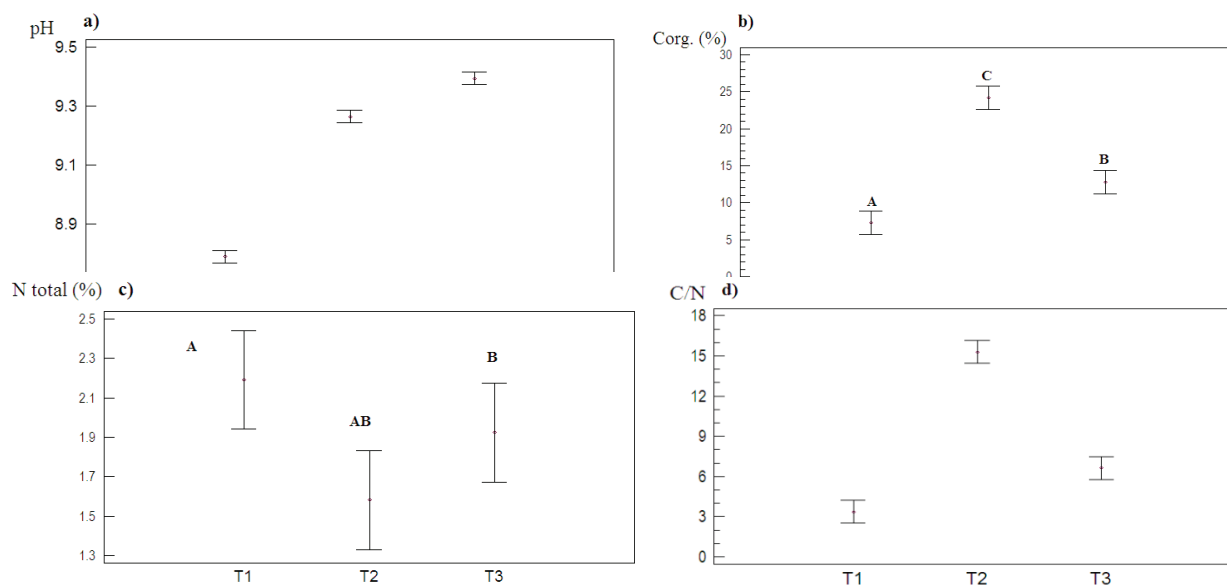 pH a)
9.5
9.3
9.1
8.9
Corg. (%) b)
30
25
20
15
10
5
0
A
C
B
N total (%) c)
2.5
2.3
2.1
1.9
1.7
1.5
1.3
A
AB
B
T1 T2 T3
C/N d)
18
15
12
9
6
3
0
T1 T2 T3